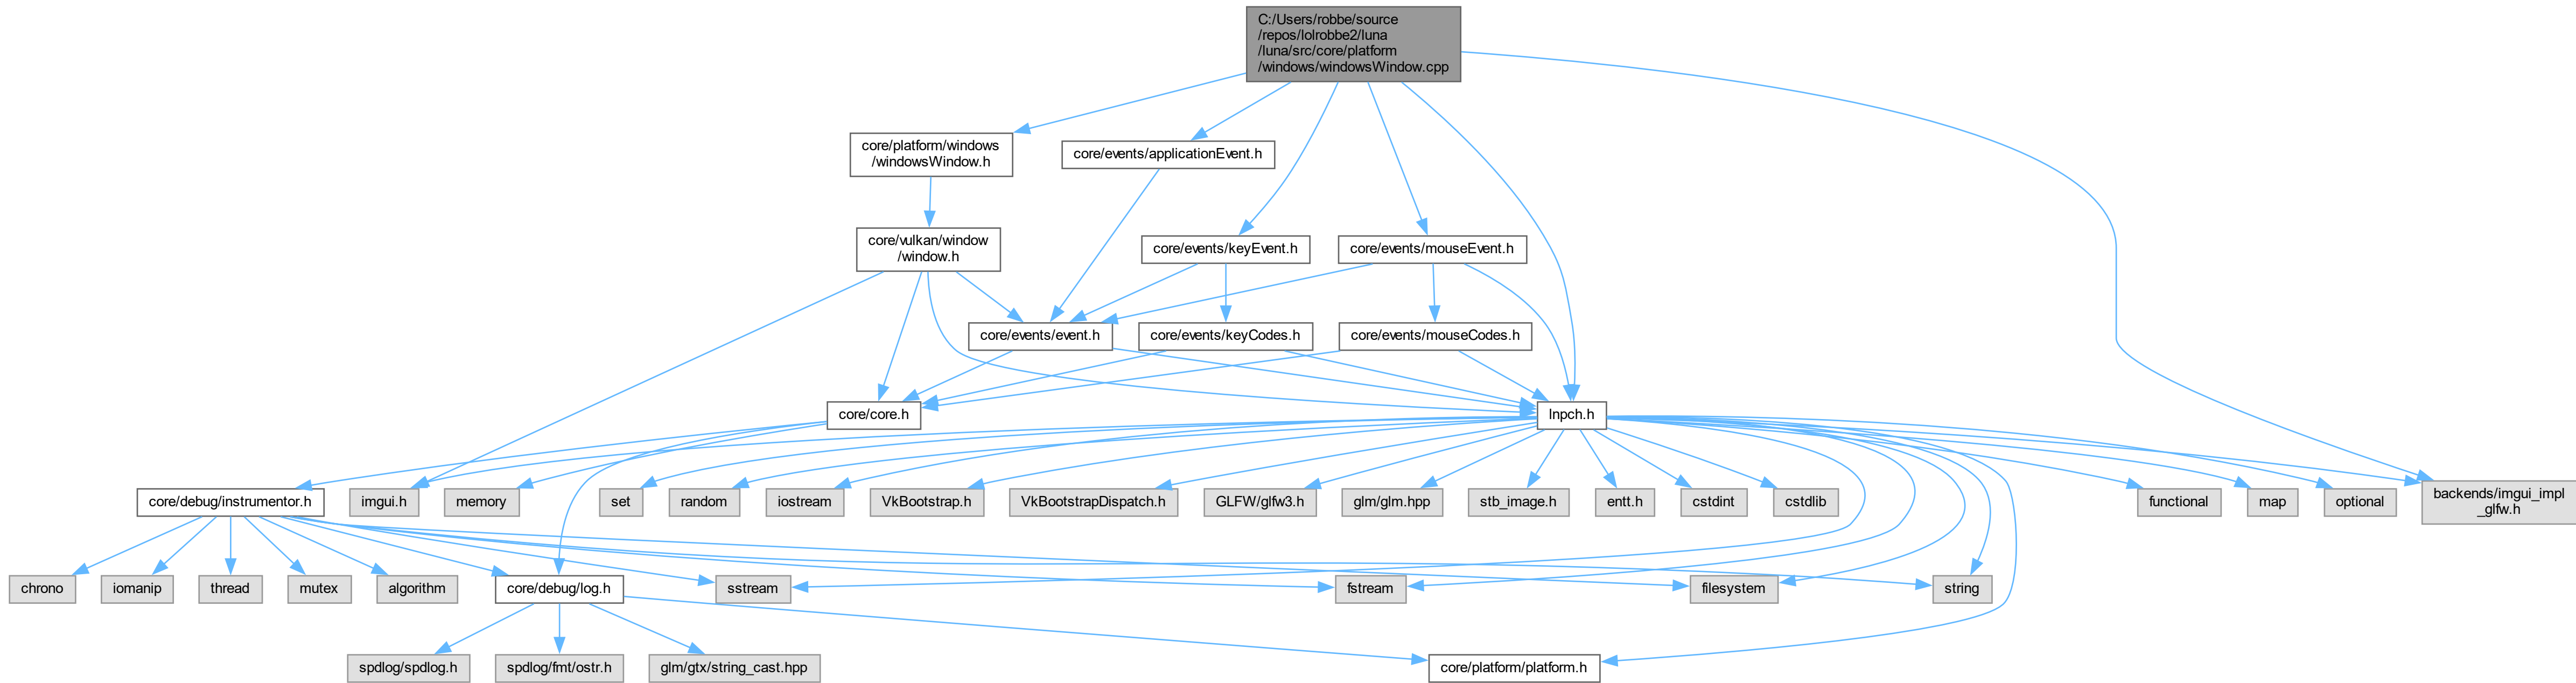 C:/Users/robbe/source
/repos/lolrobbe2/luna
/luna/src/core/platform
/windows/windowsWindow.cpp
core/platform/windows
/windowsWindow.h
core/events/applicationEvent.h
core/vulkan/window
/window.h
core/events/keyEvent.h
core/events/mouseEvent.h
core/events/event.h
core/events/keyCodes.h
core/events/mouseCodes.h
core/core.h
lnpch.h
core/debug/instrumentor.h
imgui.h
memory
set
random
iostream
VkBootstrap.h
VkBootstrapDispatch.h
GLFW/glfw3.h
glm/glm.hpp
stb_image.h
entt.h
cstdint
cstdlib
functional
map
optional
backends/imgui_impl
_glfw.h
chrono
iomanip
thread
mutex
algorithm
core/debug/log.h
sstream
fstream
filesystem
string
spdlog/spdlog.h
spdlog/fmt/ostr.h
glm/gtx/string_cast.hpp
core/platform/platform.h